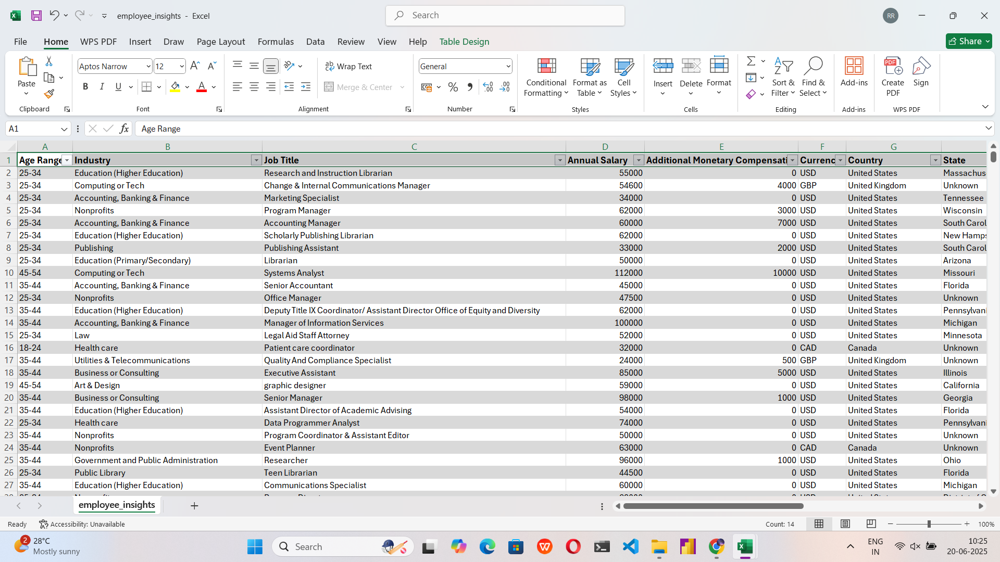 employee_insights - Excel
Search
RR
File Home WPS PDF Insert Draw Page Layout Formulas Data Review View Help Table Design
Share
Paste
Clipboard
Aptos Narrow 12
B I U A
Font
Wrap Text
Merge & Center
Alignment
General
% 9 .00
Number
Conditional Formatting
Format as Table
Cell Styles
Styles
Insert
Delete
Format
Cells
Sort & Filter
Find & Select
Editing
Add-ins
Add-ins
Create PDF
Sign
WPS PDF
A1 fx Age Range
A B C D E F G
1 Age Range Industry Job Title Annual Salary Additional Monetary Compensati Currenc Country State
2 25-34 Education (Higher Education) Research and Instruction Librarian 55000 0 USD United States Massachus
3 25-34 Computing or Tech Change & Internal Communications Manager 54600 4000 GBP United Kingdom Unknown
4 25-34 Accounting, Banking & Finance Marketing Specialist 34000 0 USD United States Tennessee
5 25-34 Nonprofits Program Manager 62000 3000 USD United States Wisconsin
6 25-34 Accounting, Banking & Finance Accounting Manager 60000 7000 USD United States South Carol
7 25-34 Education (Higher Education) Scholarly Publishing Librarian 62000 0 USD United States New Hamps
8 25-34 Publishing Publishing Assistant 33000 2000 USD United States South Carol
9 25-34 Education (Primary/Secondary) Librarian 50000 0 USD United States Arizona
10 45-54 Computing or Tech Systems Analyst 112000 10000 USD United States Missouri
11 35-44 Accounting, Banking & Finance Senior Accountant 45000 0 USD United States Florida
12 25-34 Nonprofits Office Manager 47500 0 USD United States Unknown
13 35-44 Education (Higher Education) Deputy Title IX Coordinator/ Assistant Director Office of Equity and Diversity 62000 0 USD United States Pennsylvani
14 35-44 Accounting, Banking & Finance Manager of Information Services 100000 0 USD United States Michigan
15 25-34 Law Legal Aid Staff Attorney 52000 0 USD United States Minnesota
16 18-24 Health care Patient care coordinator 32000 0 CAD Canada Unknown
17 35-44 Utilities & Telecommunications Quality And Compliance Specialist 24000 500 GBP United Kingdom Unknown
18 35-44 Business or Consulting Executive Assistant 85000 5000 USD United States Illinois
19 45-54 Art & Design graphic designer 59000 0 USD United States California
20 35-44 Business or Consulting Senior Manager 98000 1000 USD United States Georgia
21 35-44 Education (Higher Education) Assistant Director of Academic Advising 54000 0 USD United States Florida
22 25-34 Health care Data Programmer Analyst 74000 0 USD United States Pennsylvani
23 35-44 Nonprofits Program Coordinator & Assistant Editor 50000 0 USD United States Unknown
24 35-44 Nonprofits Event Planner 63000 0 CAD Canada Unknown
25 35-44 Government and Public Administration Researcher 96000 1000 USD United States Ohio
26 25-34 Public Library Teen Librarian 44500 0 USD United States Florida
27 35-44 Education (Higher Education) Communications Specialist 60000 0 USD United States Michigan
employee_insights
Ready Accessibility: Unavailable Count: 14 100%
2 28°C
Mostly sunny
Search
ENG
IN
10:25
20-06-2025